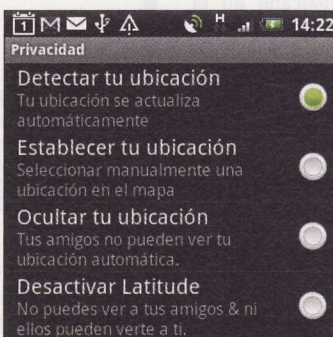 1 H 14:22
Privacidad
Detectar tu ubicación
Tu ubicación se actualiza
automáticamente
Establecer tu ubicación
Seleccionar manualmente una
ubicación en el mapa
Ocultar tu ubicación
Tus amigos no pueden ver tu
ubicación automática.
Desactivar Latitude
No puedes ver a tus amigos & ni
ellos pueden verte a ti.